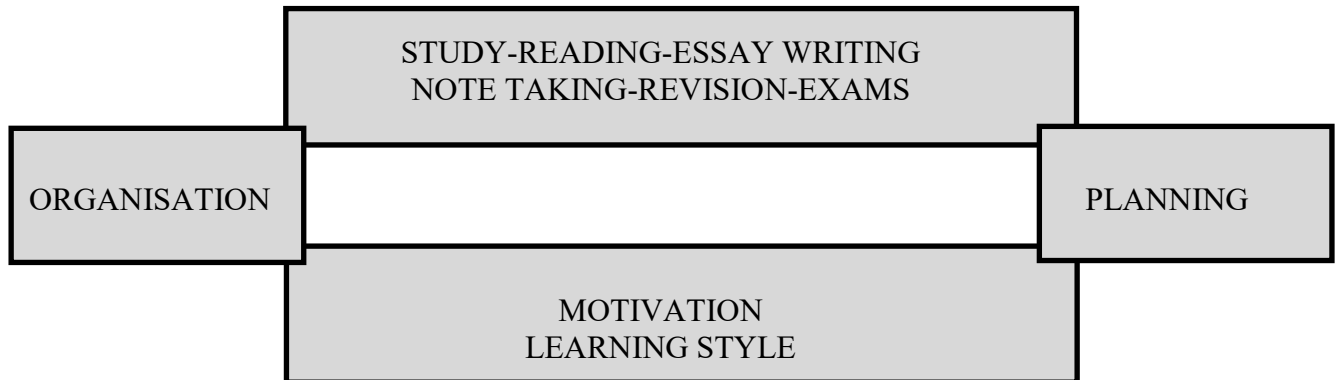 STUDY-READING-ESSAY WRITING
NOTE TAKING-REVISION-EXAMS
ORGANISATION
PLANNING
MOTIVATION
LEARNING STYLE